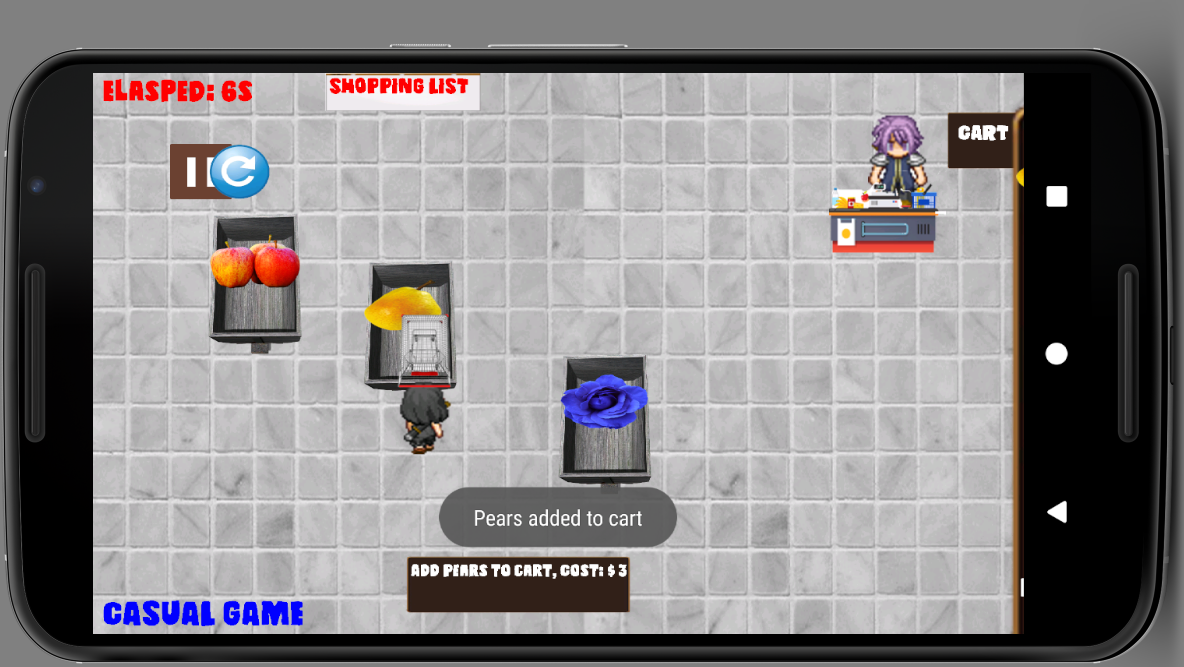 ELASPED: 6S
SHOPPING LIST
CART
Pears added to cart
ADD PEARS TO CART, COST: $ 3
CASUAL GAME